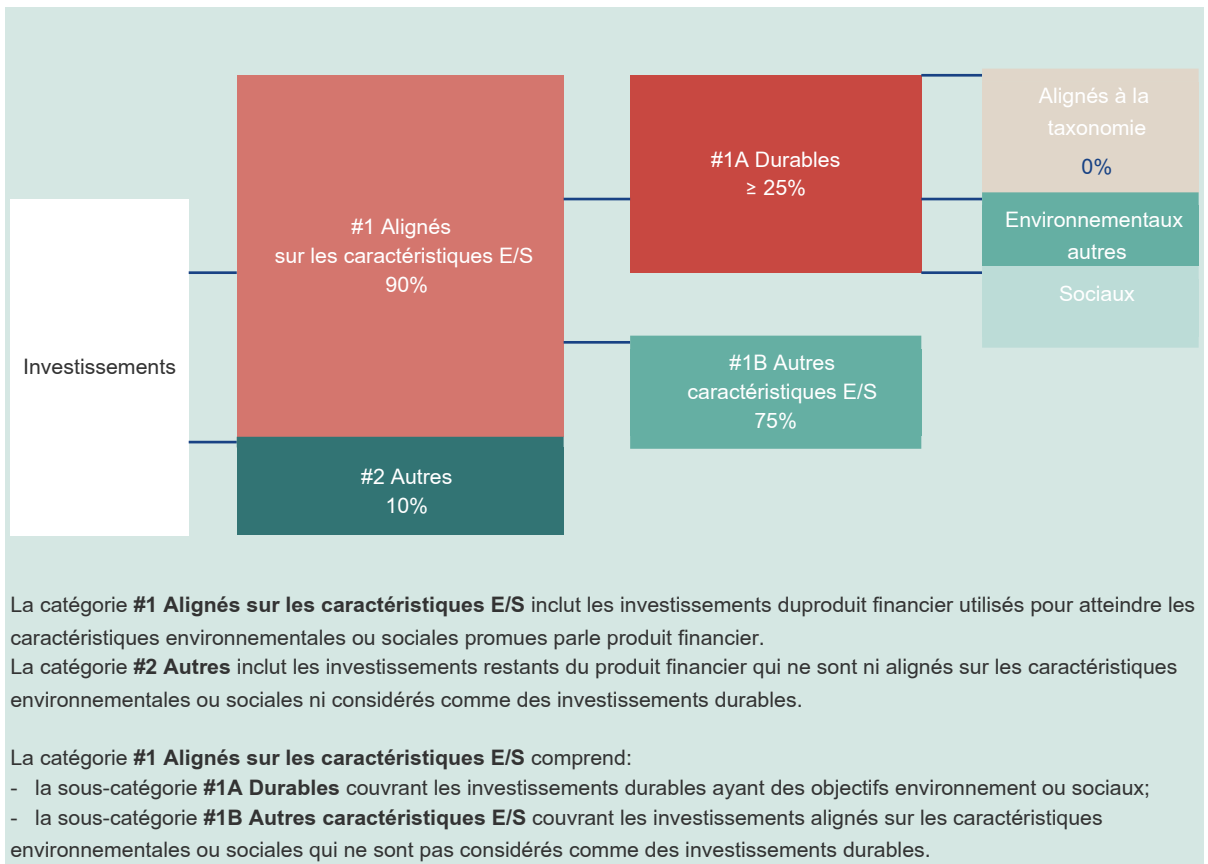 Investissements
#1 Alignés
sur les caractéristiques E/S
90%
#2 Autres
10%
#1A Durables
≥ 25%
#1B Autres
caractéristiques E/S
75%
Alignés à la
taxonomie
0%
Environnementaux
autres
Sociaux
La catégorie #1 Alignés sur les caractéristiques E/S inclut les investissements duproduit financier utilisés pour atteindre les
caractéristiques environnementales ou sociales promues parle produit financier.
La catégorie #2 Autres inclut les investissements restants du produit financier qui ne sont ni alignés sur les caractéristiques
environnementales ou sociales ni considérés comme des investissements durables.
La catégorie #1 Alignés sur les caractéristiques E/S comprend:
- la sous-catégorie #1A Durables couvrant les investissements durables ayant des objectifs environnement ou sociaux;
- la sous-catégorie #1B Autres caractéristiques E/S couvrant les investissements alignés sur les caractéristiques
environnementales ou sociales qui ne sont pas considérés comme des investissements durables.